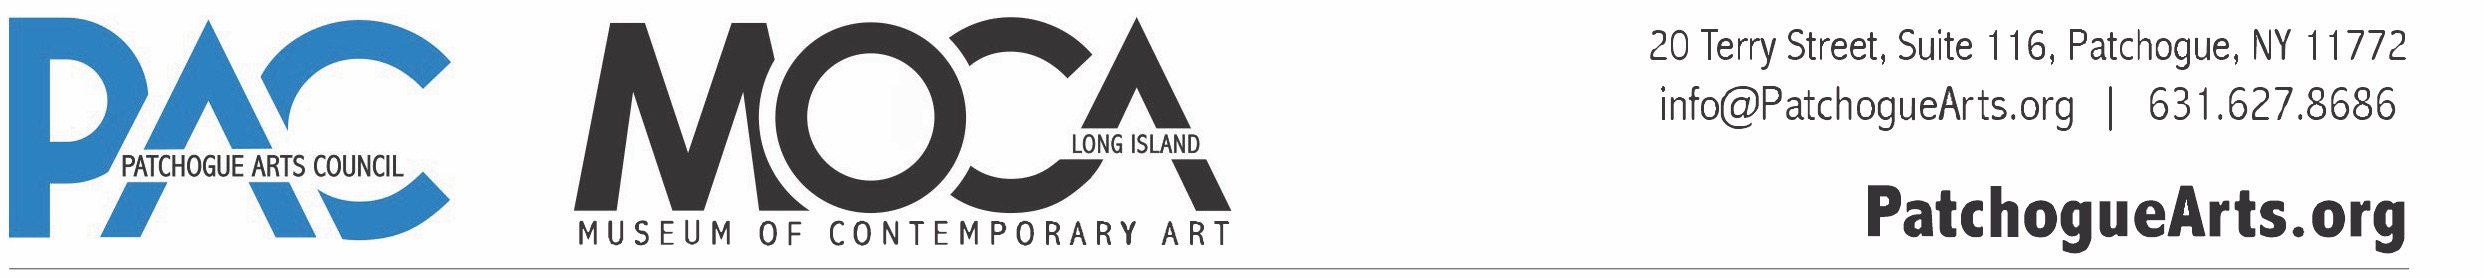 PAC
PATCHOGUE ARTS COUNCIL
MOCA
LONG ISLAND
MUSEUM OF CONTEMPORARY ART
20 Terry Street, Suite 116, Patchogue, NY 11772
info@PatchogueArts.org | 631.627.8686
PatchogueArts.org